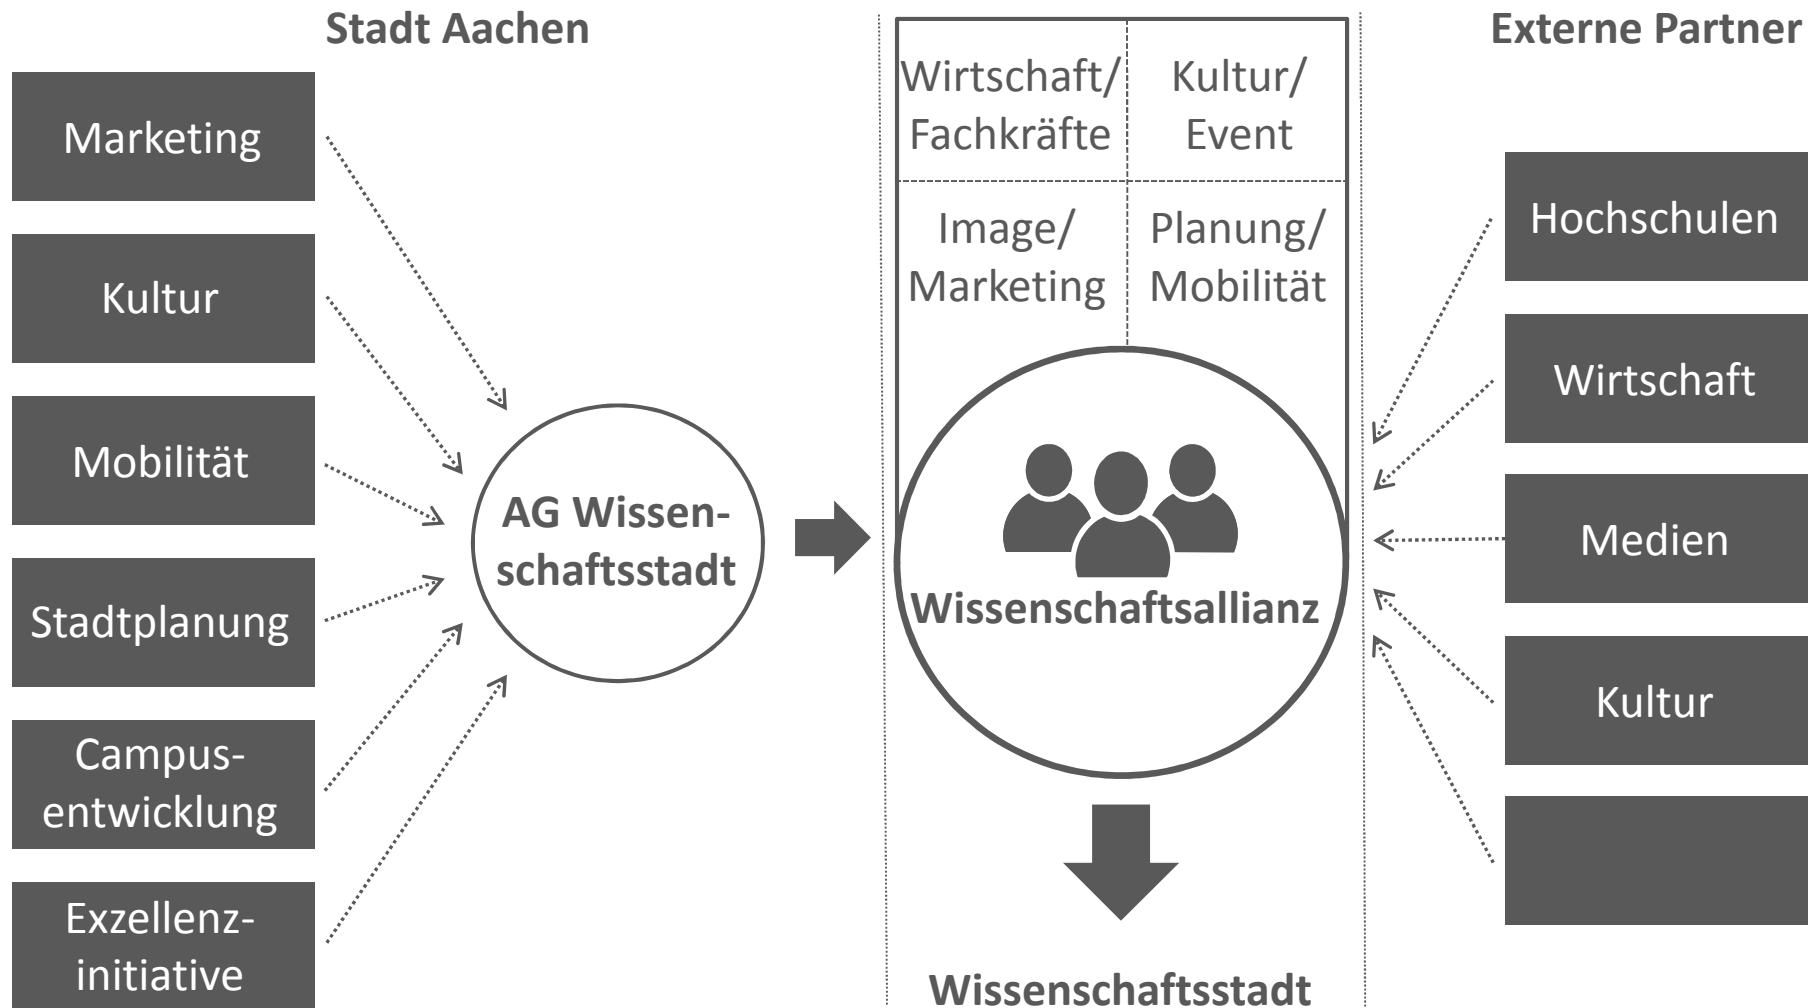 Stadt Aachen
Marketing
Kultur
Mobilität
Stadtplanung
Campus-
entwicklung
Exzellenz-
initiative
AG Wissen-
schaftsstadt
Wirtschaft/
Fachkräfte
Kultur/
Event
Image/
Marketing
Planung/
Mobilität
Wissenschaftsallianz
Wissenschaftsstadt
Externe Partner
Hochschulen
Wirtschaft
Medien
Kultur